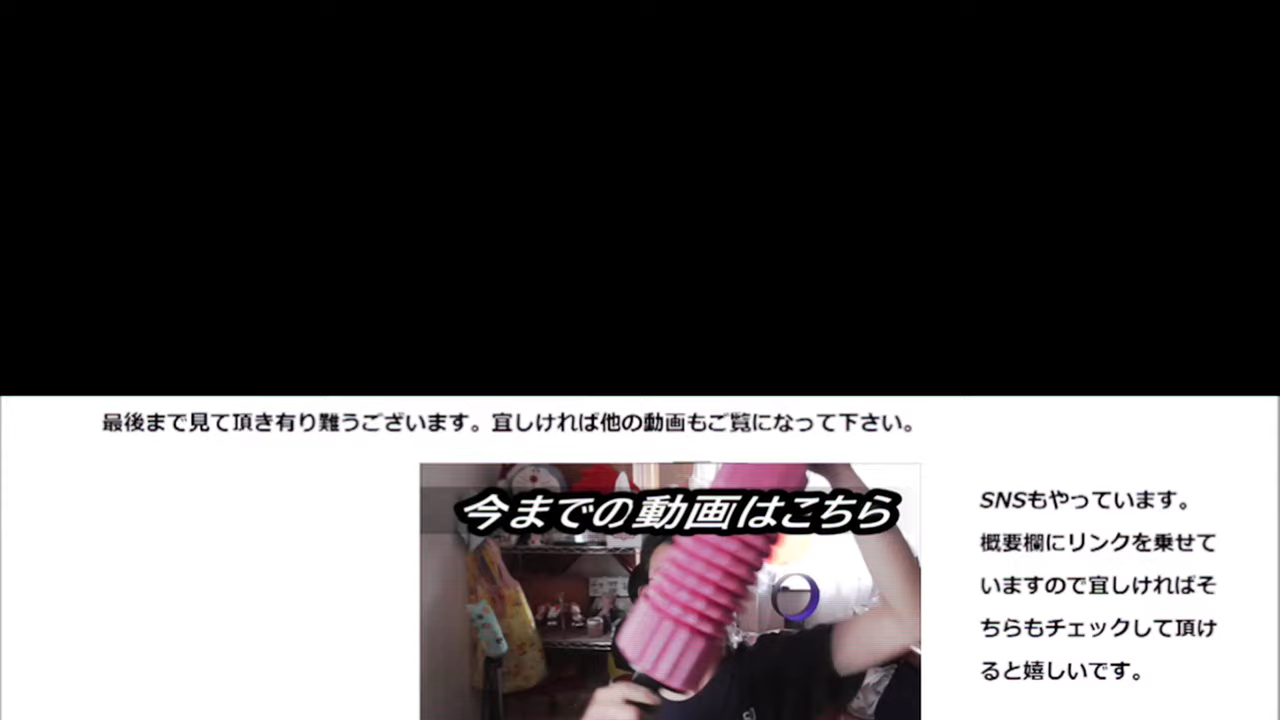 最後まで見て頂き有り難うございます。宜しければ他の動画もご覧になって下さい。
今までの動画はこちら
SNSもやっています。
概要欄にリンクを乗せて
いますので宜しければそ
ちらもチェックして頂け
ると嬉しいです。